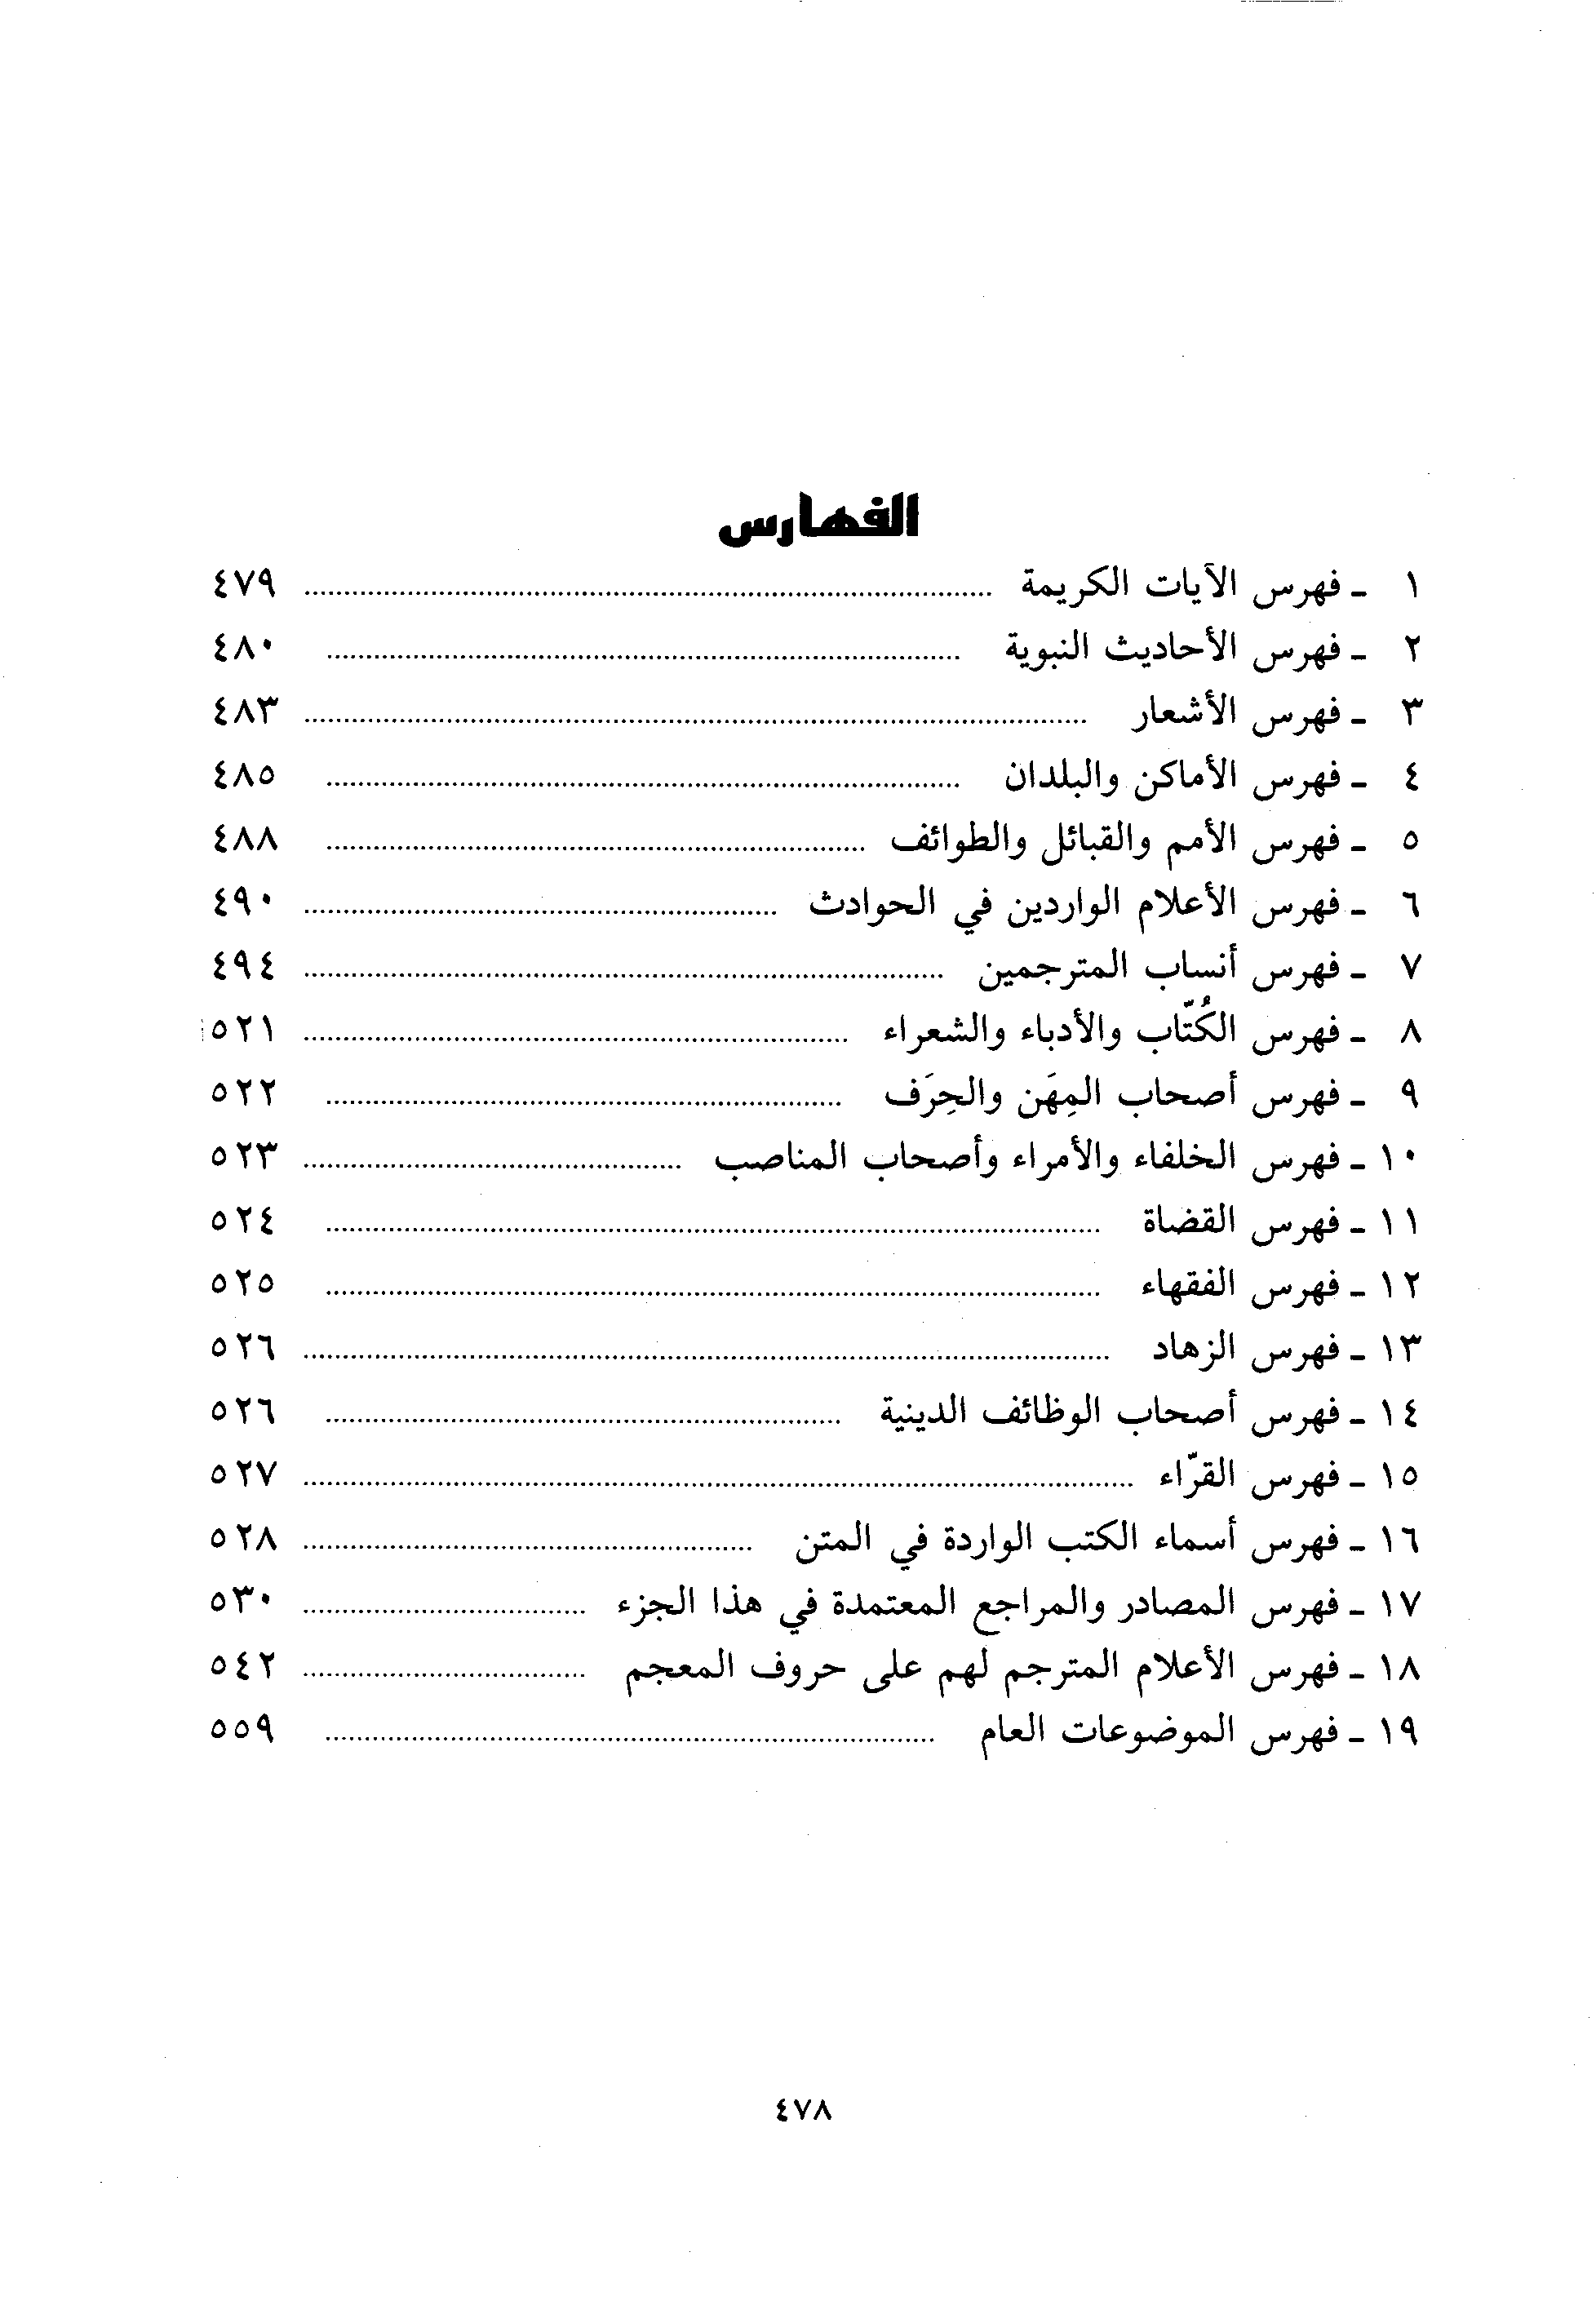 الفهارس
١ - فهرس الآيات الكريمة ........ ٤٧٩
٢ - فهرس الأحاديث النبوية ........ ٤٨٠
٣ - فهرس الأشعار ........ ٤٨٣
٤ - فهرس الأماكن والبلدان ........ ٤٨٥
٥ - فهرس الأمم والقبائل والطوائف ........ ٤٨٨
٦ - فهرس الأعلام الواردين في الحوادث ........ ٤٩٠
٧ - فهرس أنساب المترجمين ........ ٤٩٤
٨ - فهرس الكُتّاب والأدباء والشعراء ........ ٥٢١
٩ - فهرس أصحاب المِهَن والحِرَف ........ ٥٢٢
١٠ - فهرس الخلفاء والأمراء وأصحاب المناصب ........ ٥٢٣
١١ - فهرس القضاة ........ ٥٢٤
١٢ - فهرس الفقهاء ........ ٥٢٥
١٣ - فهرس الزهاد ........ ٥٢٦
١٤ - فهرس أصحاب الوظائف الدينية ........ ٥٢٦
١٥ - فهرس القرّاء ........ ٥٢٧
١٦ - فهرس أسماء الكتب الواردة في المتن ........ ٥٢٨
١٧ - فهرس المصادر والمراجع المعتمدة في هذا الجزء ........ ٥٣٠
١٨ - فهرس الأعلام المترجم لهم على حروف المعجم ........ ٥٤٢
١٩ - فهرس الموضوعات العام ........ ٥٥٩
٤٧٨